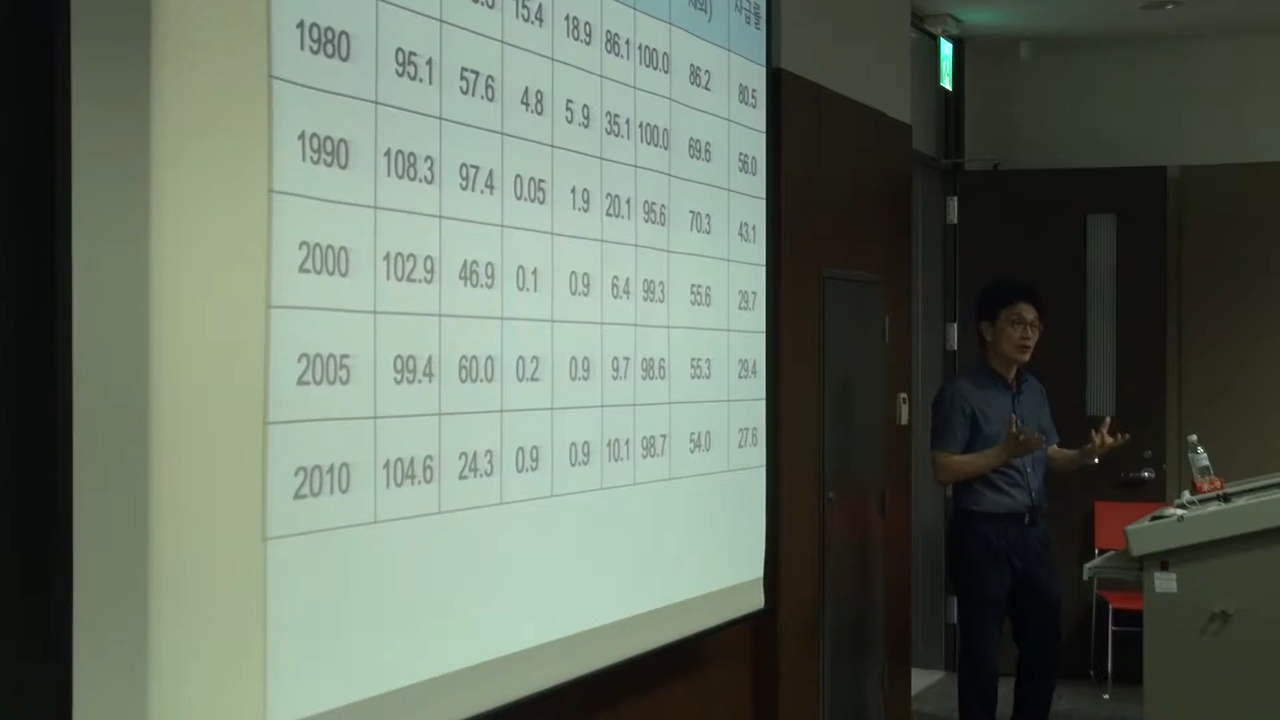 15.4 18.9 86.1 100.0 86.2 80.5
1980 95.1 57.6 4.8 5.9 35.1 100.0 69.6 56.0
1990 108.3 97.4 0.05 1.9 20.1 95.6 70.3 43.1
2000 102.9 46.9 0.1 0.9 6.4 99.3 55.6 29.7
2005 99.4 60.0 0.2 0.9 9.7 98.6 55.3 29.4
2010 104.6 24.3 0.9 0.9 10.1 98.7 54.0 27.6